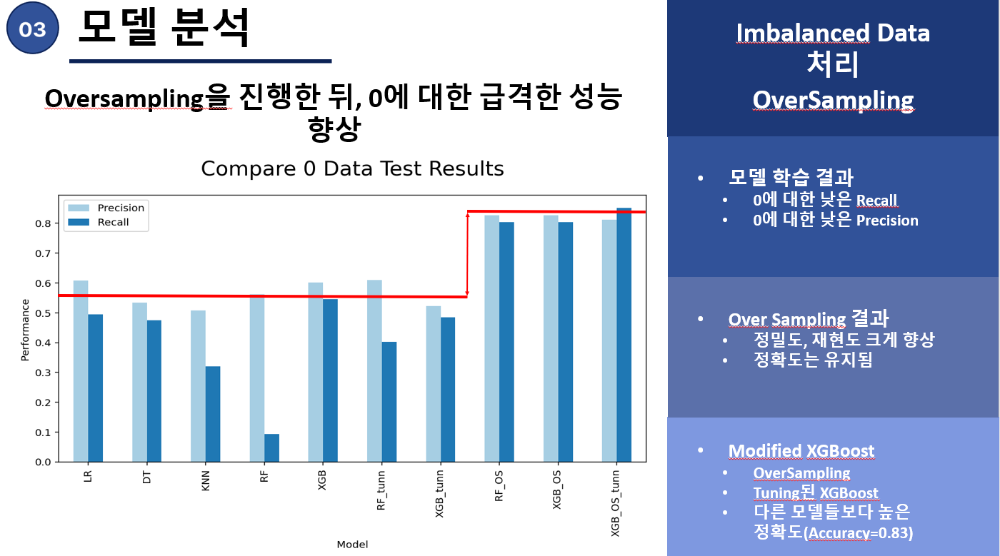 03
모델 분석
Oversampling을 진행한 뒤, 0에 대한 급격한 성능
향상
Compare 0 Data Test Results
Precision
Recall
0.8
0.7
0.6
0.5
0.4
0.3
0.2
0.1
0.0
Performance
LR
DT
KNN
RF
XGB
RF_tunn
XGB_tunn
RF_OS
XGB_OS
XGB_OS_tunn
Model
Imbalanced Data
처리
OverSampling
• 모델 학습 결과
• 0에 대한 낮은 Recall
• 0에 대한 낮은 Precision
• Over Sampling 결과
• 정밀도, 재현도 크게 향상
• 정확도는 유지됨
• Modified XGBoost
• OverSampling
• Tuning된 XGBoost
• 다른 모델들보다 높은
정확도(Accuracy=0.83)